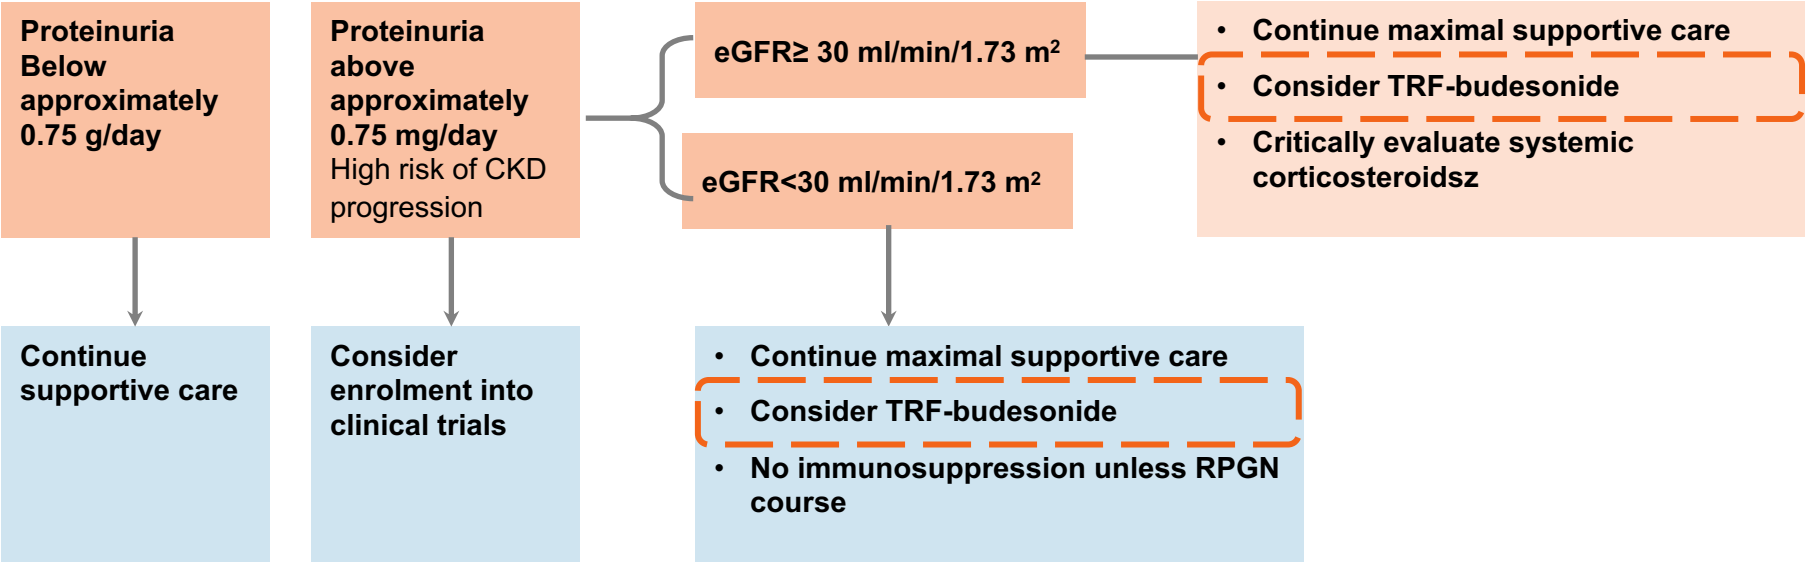 Proteinuria
Below
approximately
0.75 g/day
Proteinuria
above
approximately
0.75 mg/day
High risk of CKD
progression
eGFR≥ 30 ml/min/1.73 m²
eGFR<30 ml/min/1.73 m²
• Continue maximal supportive care
• Consider TRF-budesonide
• Critically evaluate systemic
corticosteroidsz
Continue
supportive care
Consider
enrolment into
clinical trials
• Continue maximal supportive care
• Consider TRF-budesonide
• No immunosuppression unless RPGN
course